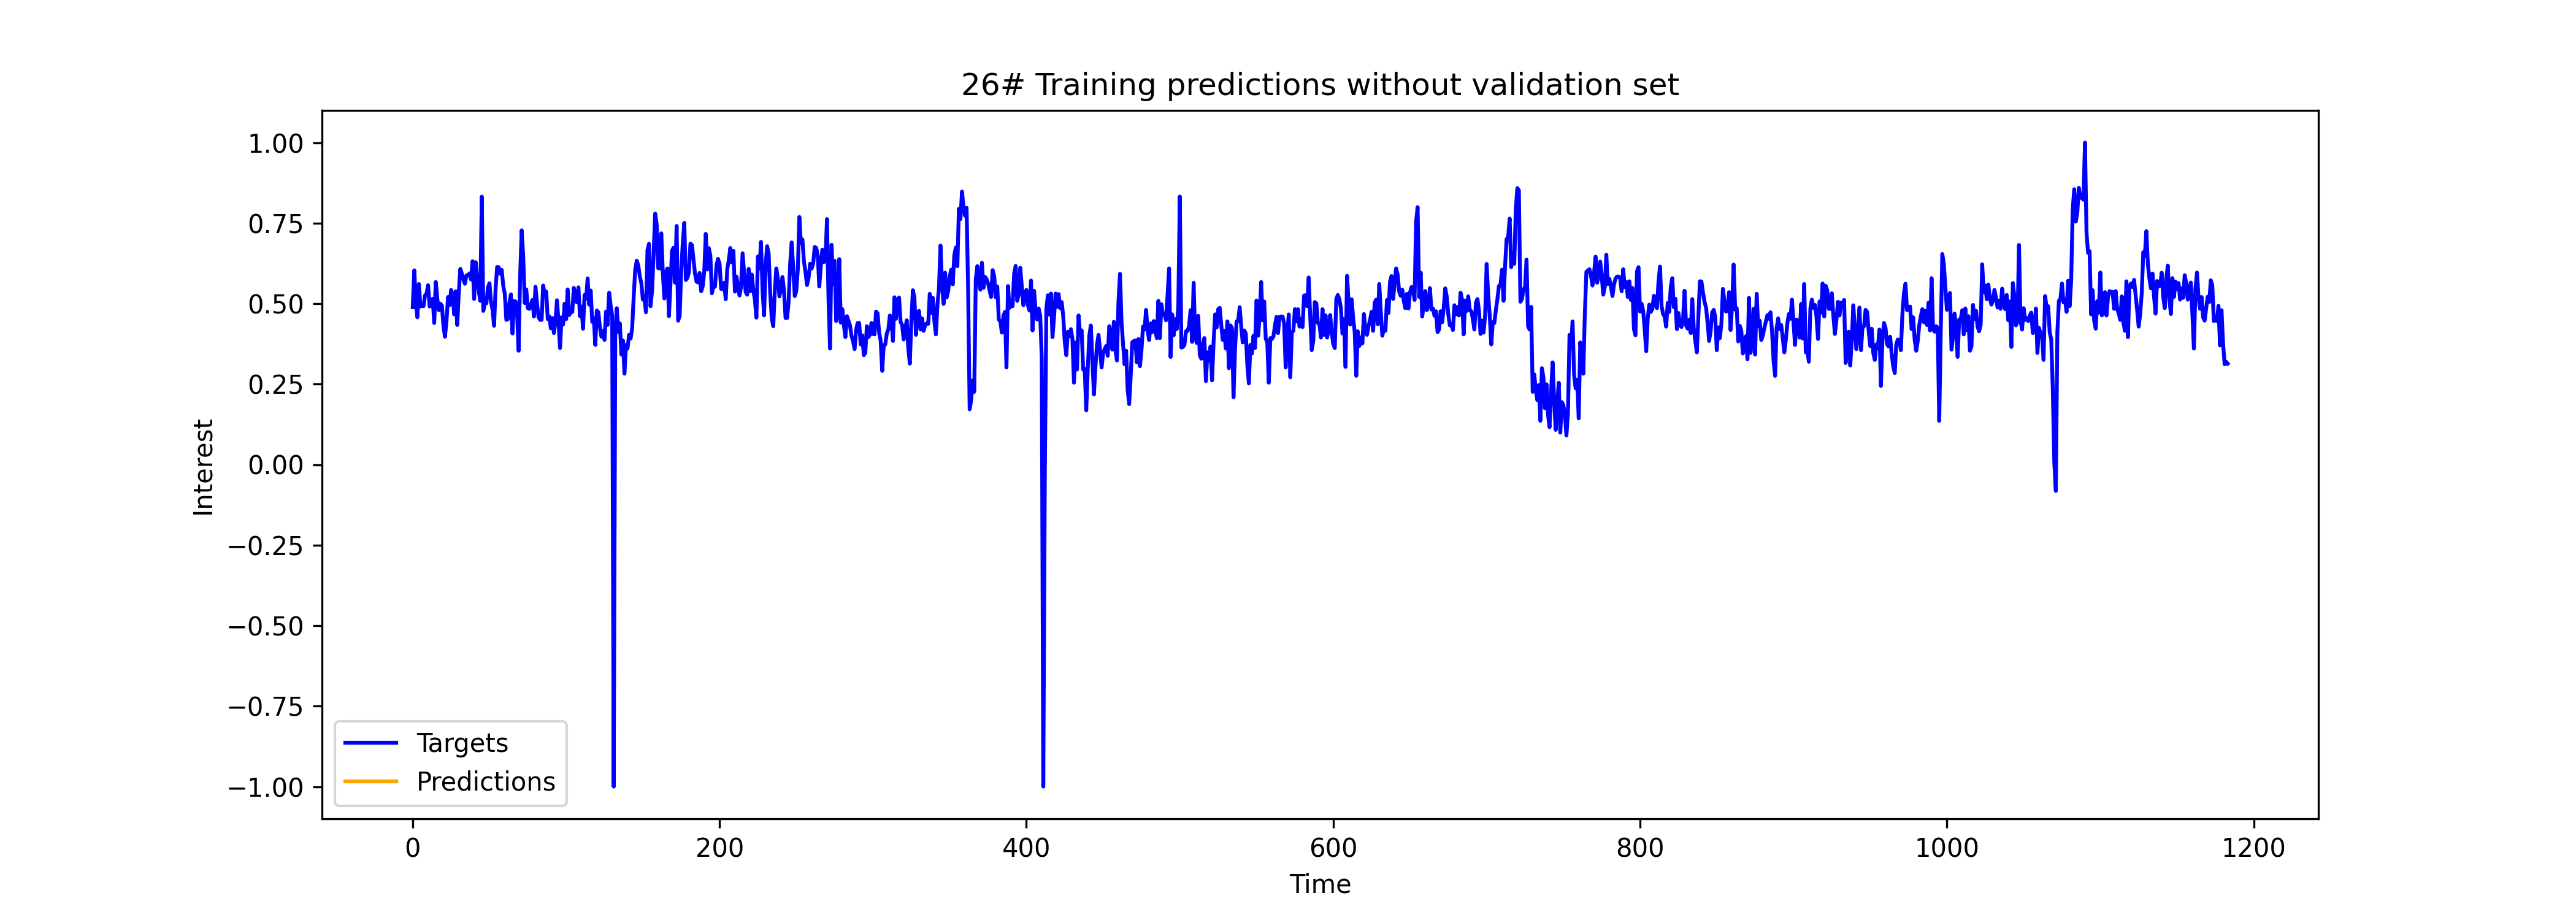 26# Training predictions without validation set
1.00
0.75
0.50
0.25
0.00
−0.25
−0.50
−0.75
−1.00
Interest
Targets
Predictions
0 200 400 600 800 1000 1200
Time